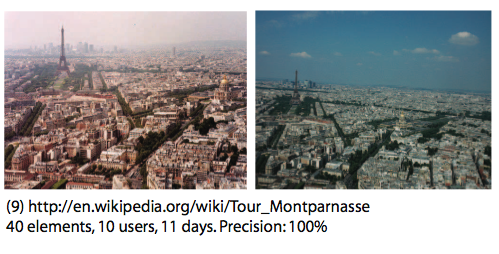 (9) http://en.wikipedia.org/wiki/Tour_Montparnasse
40 elements, 10 users, 11 days. Precision: 100%